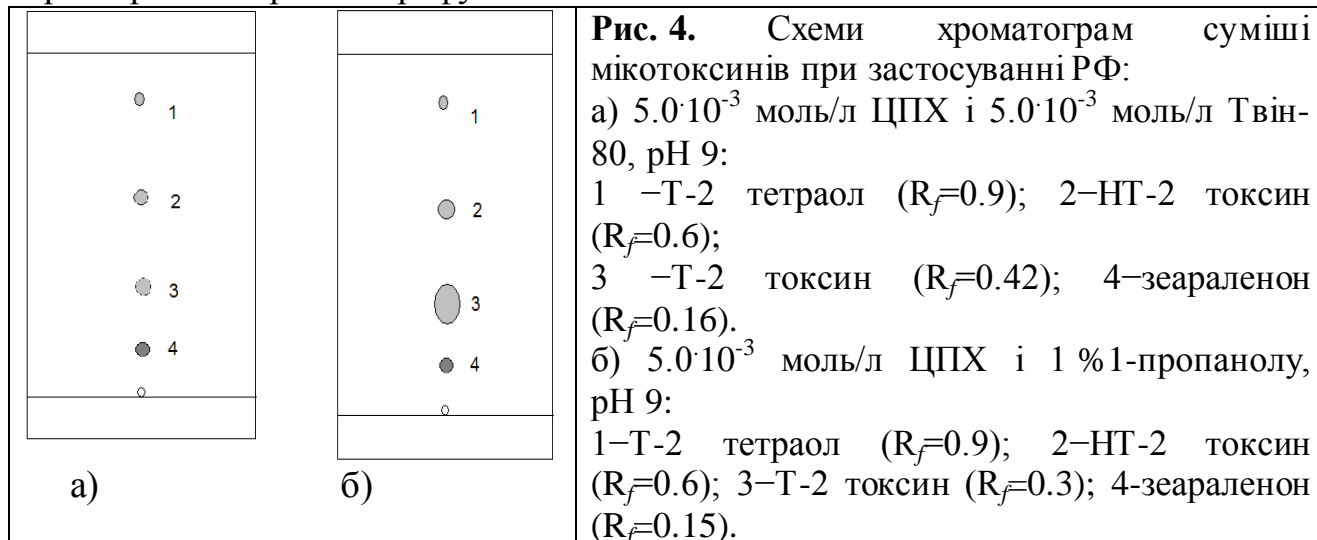 1
2
3
4
а)
1
2
3
4
б)
Рис. 4. Схеми хроматограм суміші
мікотоксинів при застосуванні РФ:
а) 5.0·10⁻³ моль/л ЦПХ і 5.0·10⁻³ моль/л Твін-
80, рН 9:
1 −Т-2 тетраол (Rf=0.9); 2−НТ-2 токсин
(Rf=0.6);
3 −Т-2 токсин (Rf=0.42); 4−зеараленон
(Rf=0.16).
б) 5.0·10⁻³ моль/л ЦПХ і 1 %1-пропанолу,
рН 9:
1−Т-2 тетраол (Rf=0.9); 2−НТ-2 токсин
(Rf=0.6); 3−Т-2 токсин (Rf=0.3); 4-зеараленон
(Rf=0.15).